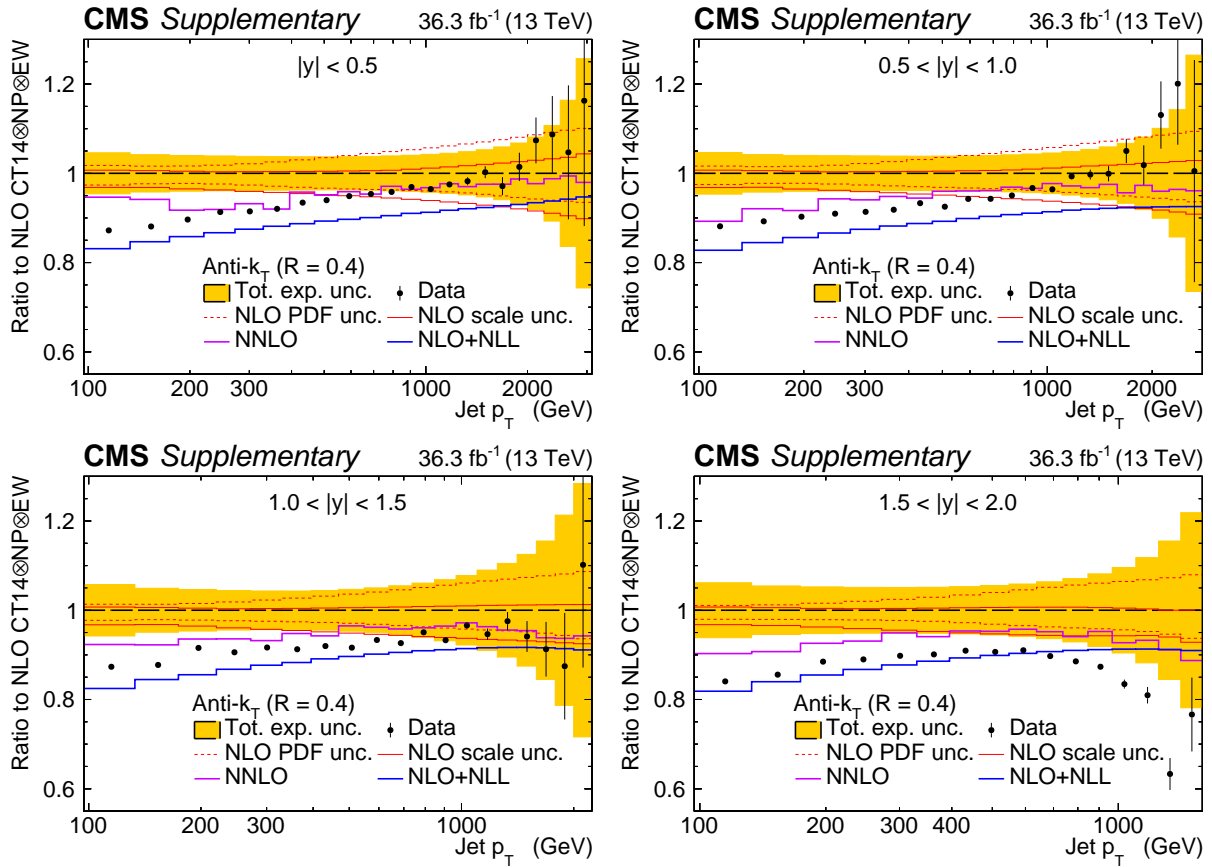 CMS Supplementary 36.3 fb⁻¹ (13 TeV)
Ratio to NLO CT14⊗NP⊗EW
|y| < 0.5
1.2
1
0.8
0.6
Anti-k_T (R = 0.4)
Tot. exp. unc. Data
NLO PDF unc. NLO scale unc.
NNLO NLO+NLL
100 200 300 1000 2000
Jet p_T (GeV)
CMS Supplementary 36.3 fb⁻¹ (13 TeV)
Ratio to NLO CT14⊗NP⊗EW
0.5 < |y| < 1.0
1.2
1
0.8
0.6
Anti-k_T (R = 0.4)
Tot. exp. unc. Data
NLO PDF unc. NLO scale unc.
NNLO NLO+NLL
100 200 300 1000 2000
Jet p_T (GeV)
CMS Supplementary 36.3 fb⁻¹ (13 TeV)
Ratio to NLO CT14⊗NP⊗EW
1.0 < |y| < 1.5
1.2
1
0.8
0.6
Anti-k_T (R = 0.4)
Tot. exp. unc. Data
NLO PDF unc. NLO scale unc.
NNLO NLO+NLL
100 200 300 1000
Jet p_T (GeV)
CMS Supplementary 36.3 fb⁻¹ (13 TeV)
Ratio to NLO CT14⊗NP⊗EW
1.5 < |y| < 2.0
1.2
1
0.8
0.6
Anti-k_T (R = 0.4)
Tot. exp. unc. Data
NLO PDF unc. NLO scale unc.
NNLO NLO+NLL
100 200 300 400 1000
Jet p_T (GeV)